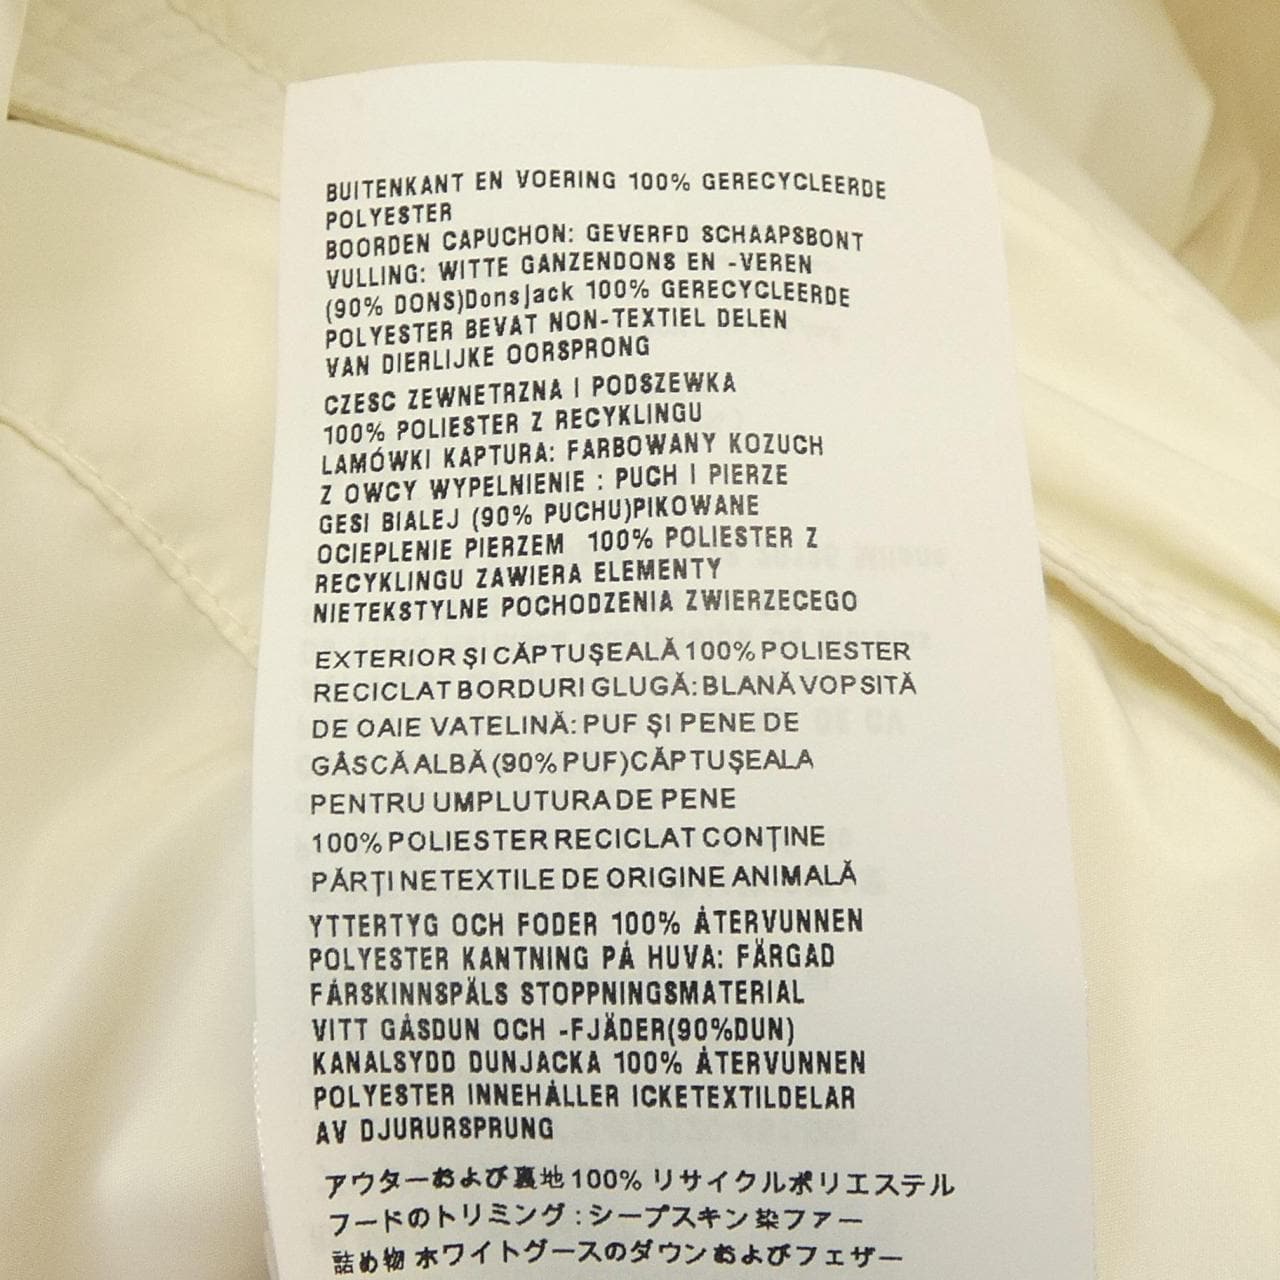 BUITENKANT EN VOERING 100% GERECYCLEERDE
POLYESTER
BOORDEN CAPUCHON: GEVERFD SCHAAPSBONT
VULLING: WITTE GANZENDONS EN -VEREN
(90% DONS)Donsjack 100% GERECYCLEERDE
POLYESTER BEVAT NON-TEXTIEL DELEN
VAN DIERLIJKE OORSPRONG
CZESC ZEWNETRZNA I PODSZEWKA
100% POLIESTER Z RECYKLINGU
LAMÓWKI KAPTURA: FARBOWANY KOZUCH
Z OWCY WYPELNIENIE : PUCH I PIERZE
GESI BIALEJ (90% PUCHU)PIKOWANE
OCIEPLENIE PIERZEM 100% POLIESTER Z
RECYKLINGU ZAWIERA ELEMENTY
NIETEKSTYLNE POCHODZENIA ZWIERZECEGO
EXTERIOR ȘI CĂPTUȘEALĂ 100% POLIESTER
RECICLAT BORDURI GLUGĂ: BLANĂ VOPSITĂ
DE OAIE VATELINĂ: PUF ȘI PENE DE
GÂSCĂ ALBĂ (90% PUF)CĂPTUȘEALA
PENTRU UMPLUTURA DE PENE
100% POLIESTER RECICLAT CONȚINE
PĂRȚI NETEXTILE DE ORIGINE ANIMALĂ
YTTERTYG OCH FODER 100% ÅTERVUNNEN
POLYESTER KANTNING PÅ HUVA: FÄRGAD
FÅRSKINNSPÄLS STOPPNINGSMATERIAL
VITT GÅSDUN OCH -FJÄDER(90%DUN)
KANALSYDD DUNJACKA 100% ÅTERVUNNEN
POLYESTER INNEHÅLLER ICKETEXTILDELAR
AV DJURURSPRUNG
アウターおよび裏地100% リサイクルポリエステル
フードのトリミング:シープスキン染ファー
詰め物 ホワイトグースのダウンおよびフェザー